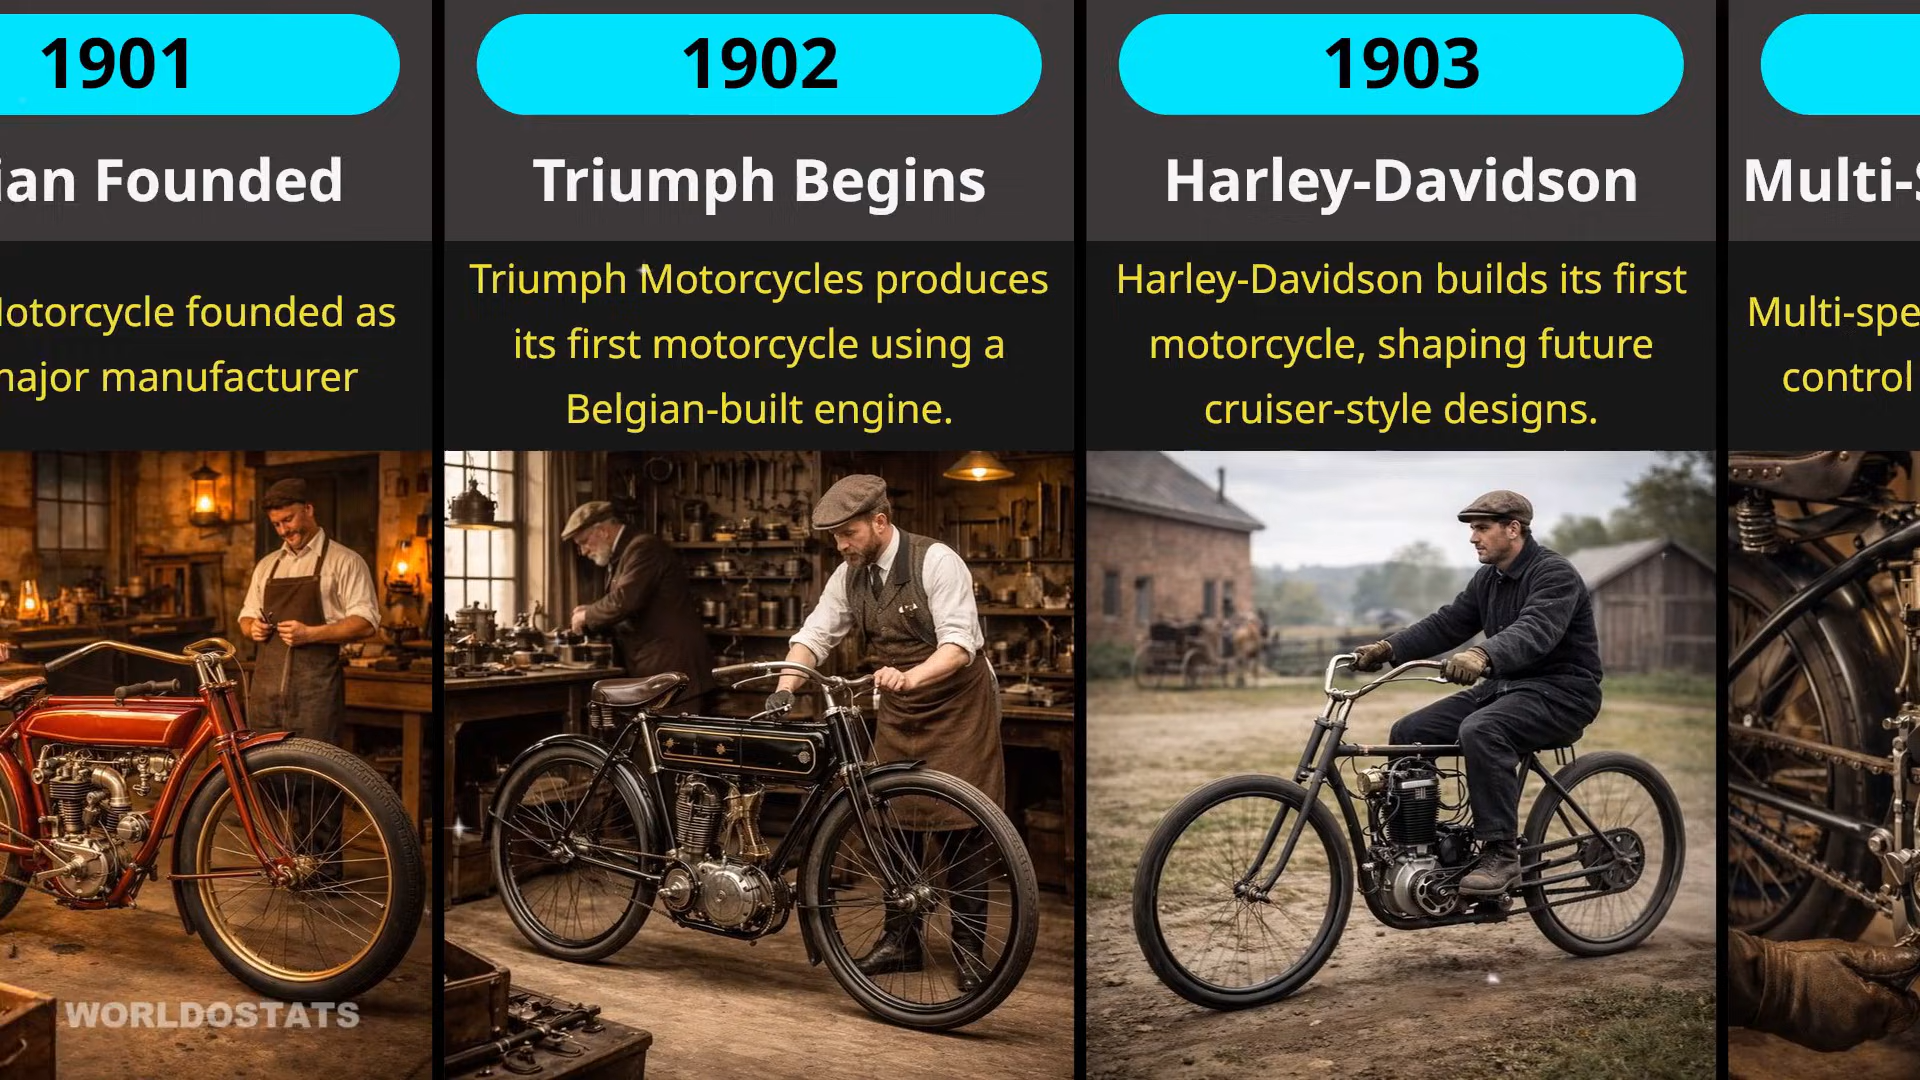 1901
ian Founded
Motorcycle founded as
major manufacturer
1902
Triumph Begins
Triumph Motorcycles produces
its first motorcycle using a
Belgian-built engine.
1903
Harley-Davidson
Harley-Davidson builds its first
motorcycle, shaping future
cruiser-style designs.
Multi-
Multi-spe
control
WORLDOSTATS